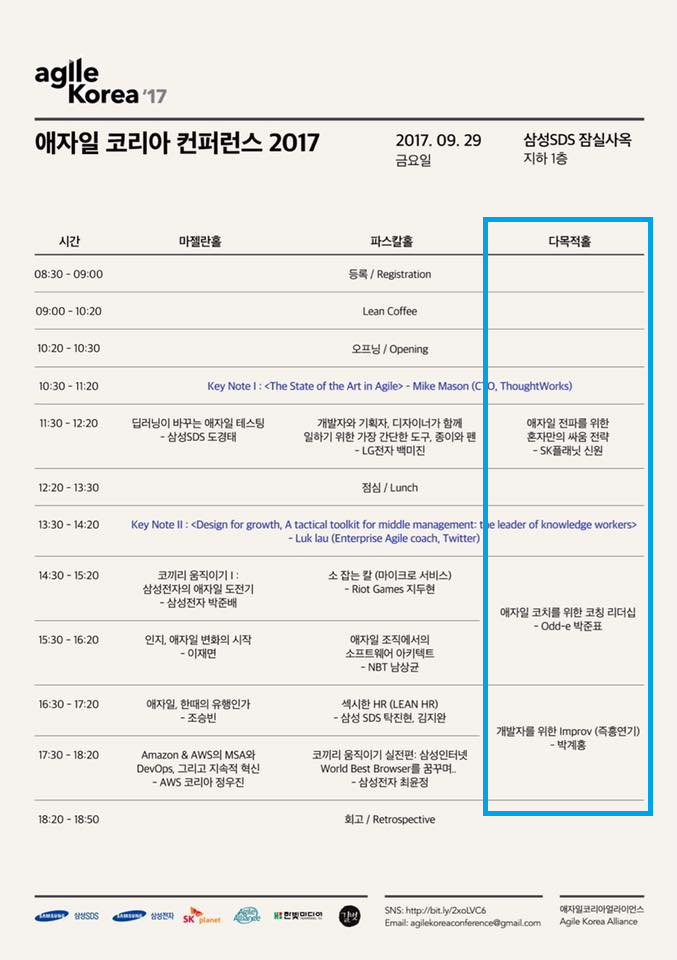 agile
Korea '17
애자일 코리아 컨퍼런스 2017
2017. 09. 29
금요일
삼성SDS 잠실사옥
지하 1층
시간 마젤란홀 파스칼홀 다목적홀
08:30 - 09:00 등록 / Registration
09:00 - 10:20 Lean Coffee
10:20 - 10:30 오프닝 / Opening
10:30 - 11:20 Key Note I : <The State of the Art in Agile> - Mike Mason (CTO, ThoughtWorks)
11:30 - 12:20
딥러닝이 바꾸는 애자일 테스팅
- 삼성SDS 도경태
개발자와 기획자, 디자이너가 함께
일하기 위한 가장 간단한 도구, 종이와 펜
- LG전자 백미진
애자일 전파를 위한
혼자만의 싸움 전략
- SK플래닛 신원
12:20 - 13:30 점심 / Lunch
13:30 - 14:20 Key Note II : <Design for growth, A tactical toolkit for middle management: the leader of knowledge workers>
- Luk lau (Enterprise Agile coach, Twitter)
14:30 - 15:20
코끼리 움직이기 I :
삼성전자의 애자일 도전기
- 삼성전자 박준배
소 잡는 칼 (마이크로 서비스)
- Riot Games 지두현
애자일 코치를 위한 코칭 리더십
- Odd-e 박준표
15:30 - 16:20
인지, 애자일 변화의 시작
- 이재면
애자일 조직에서의
소프트웨어 아키텍트
- NBT 남상균
16:30 - 17:20
애자일, 한때의 유행인가
- 조승빈
섹시한 HR (LEAN HR)
- 삼성 SDS 탁진현, 김지완
개발자를 위한 Improv (즉흥연기)
- 박계홍
17:30 - 18:20
Amazon & AWS의 MSA와
DevOps, 그리고 지속적 혁신
- AWS 코리아 정우진
코끼리 움직이기 실전편: 삼성인터넷
World Best Browser를 꿈꾸며..
- 삼성전자 최윤정
18:20 - 18:50 회고 / Retrospective
SAMSUNG 삼성SDS
SAMSUNG 삼성전자
SK planet
Agile Alliance
한빛미디어
길벗
SNS: http://bit.ly/2xoLVC6
Email: agilekoreaconference@gmail.com
애자일코리아얼라이언스
Agile Korea Alliance